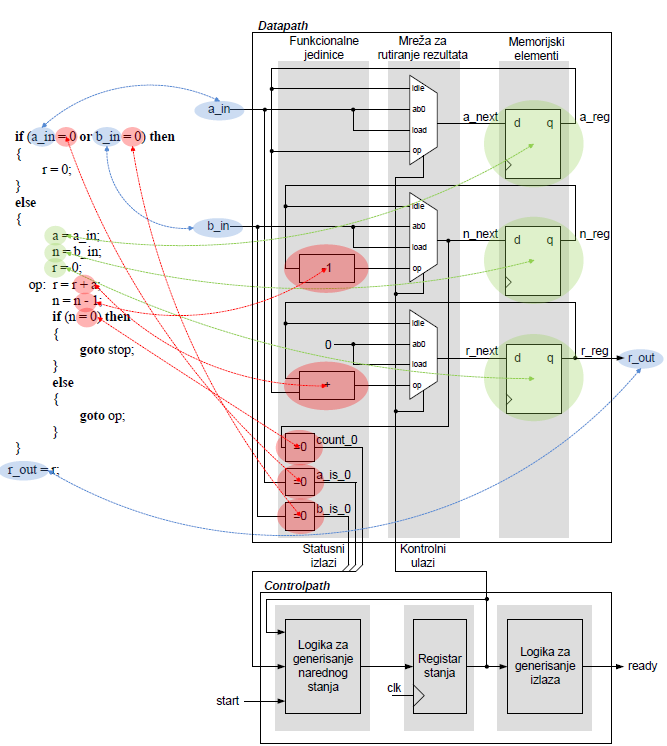 Datapath
Funkcionalne
jedinice
Mreža za
rutiranje rezultata
Memorijski
elementi
a_in
idle
ab0
load
op
a_next
d q
a_reg
if (a_in = 0 or b_in = 0) then
{
r = 0;
}
else
{
a = a_in;
n = b_in;
r = 0;
op: r = r + a;
n = n - 1;
if (n = 0) then
{
goto stop;
}
else
{
goto op;
}
}
r_out = r;
b_in
idle
ab0
load
op
n_next
d q
n_reg
-1
0
idle
ab0
load
op
r_next
d q
r_reg
r_out
+
=0 count_0
=0 a_is_0
=0 b_is_0
Statusni
izlazi
Kontrolni
ulazi
Controlpath
Logika za
generisanje
narednog
stanja
Registar
stanja
Logika za
generisanje
izlaza
start
clk
ready